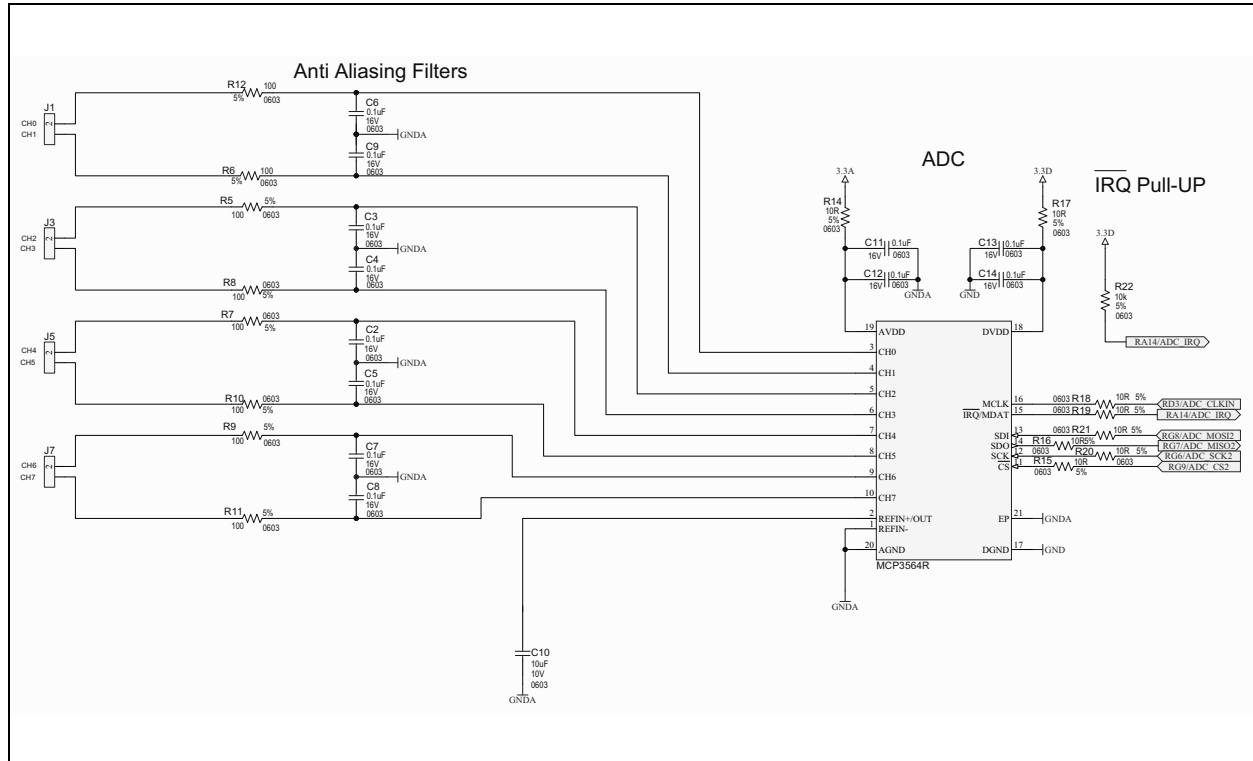 Anti Aliasing Filters
R12 100
5% 0603
J1
CH0 2
CH1
C6
0.1uF
16V
0603
GNDA
C9
0.1uF
16V
0603
R6 100
5% 0603
R5 5%
100 0603
J3
CH2 2
CH3
C3
0.1uF
16V
0603
GNDA
C4
0.1uF
16V
0603
R8 0603
100 5%
R7 0603
100 5%
J5
CH4 2
CH5
C2
0.1uF
16V
0603
GNDA
C5
0.1uF
16V
0603
R10 0603
100 5%
R9 5%
100 0603
J7
CH6 2
CH7
C7
0.1uF
16V
0603
GNDA
C8
0.1uF
16V
0603
R11 5%
100 0603
C10
10uF
10V
0603
GNDA
ADC
3.3A
R14
10R
5%
0603
C11 0.1uF
16V 0603
C12 0.1uF
16V 0603
GNDA
3.3D
R17
10R
5%
0603
C13 0.1uF
16V 0603
C14 0.1uF
16V 0603
GND
IRQ Pull-UP
3.3D
R22
10k
5%
0603
RA14/ADC_IRQ
19 AVDD
DVDD 18
3 CH0
4 CH1
5 CH2
6 CH3
7 CH4
8 CH5
9 CH6
10 CH7
2 REFIN+/OUT
1 REFIN-
20 AGND
MCP3564R
GNDA
MCLK 16 0603 R18 10R 5% RD3/ADC_CLKIN
IRQ/MDAT 15 0603 R19 10R 5% RA14/ADC_IRQ
SDI 13 0603 R21 10R 5% RG8/ADC_MOSI2
SDO 14 R16 10R5% 0603 RG7/ADC_MISO2
SCK 12 R20 10R 5% 0603 RG6/ADC_SCK2
CS 11 R15 10R 0603 5% RG9/ADC_CS2
EP 21 GNDA
DGND 17 GND